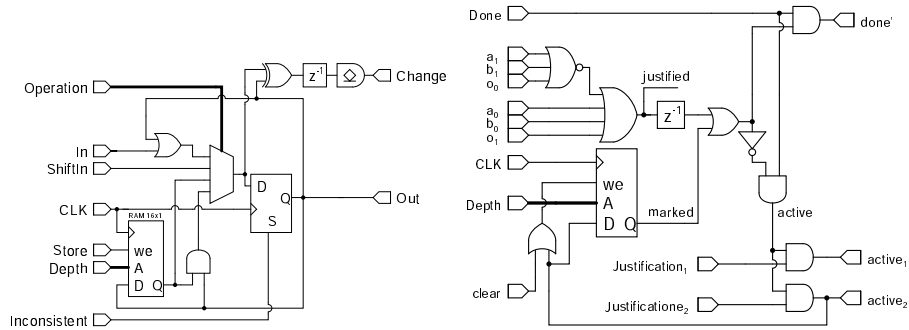 Operation
In
ShiftIn
CLK
Store
Depth
Inconsistent
RAM 16x1
we
A
D Q
D
Q
S
z⁻¹
Change
Out
Done
a₁
b₁
o₀
a₀
b₀
o₁
CLK
Depth
clear
we
A
D Q
justified
z⁻¹
marked
done'
active
Justification₁
Justificatione₂
active₁
active₂